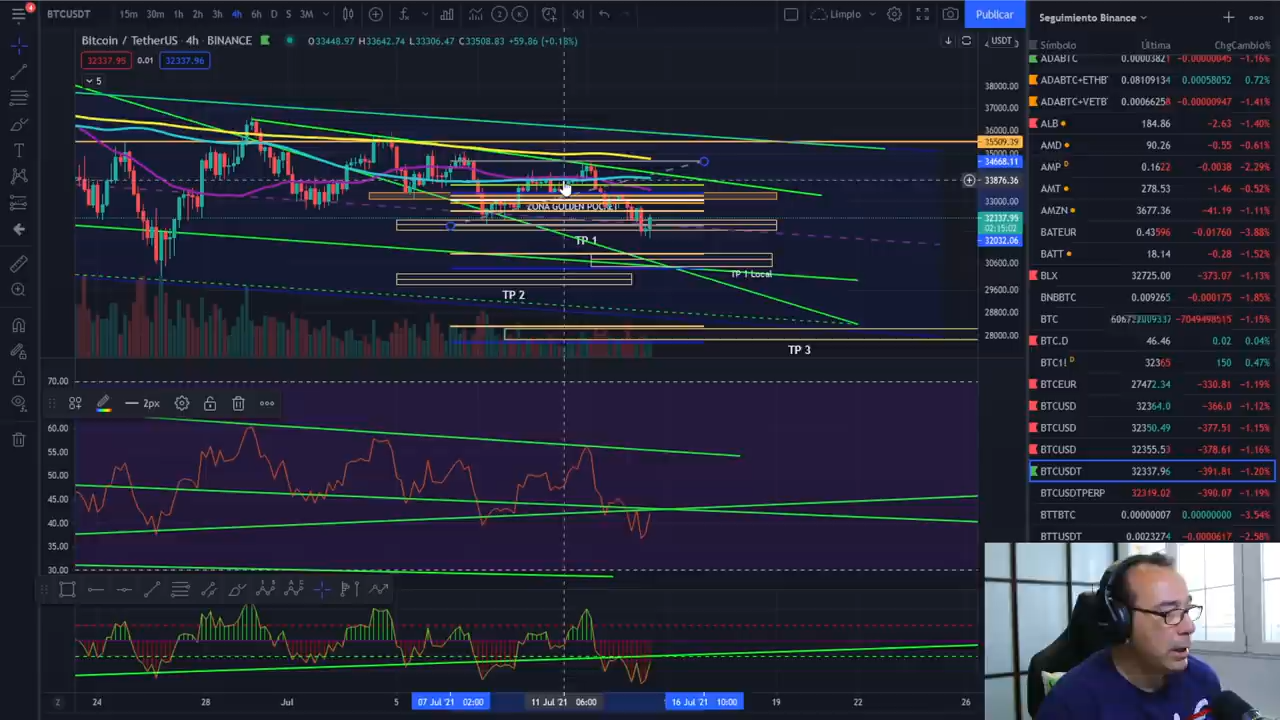 4
BTCUSDT 15m 30m 1h 2h 3h 4h 6h D S 3M Limpio Publicar
Bitcoin / TetherUS · 4h · BINANCE O33448.97 H33642.74 L33306.47 C33508.83 +59.86 (+0.18%) USDT
32337.95 0.01 32337.96
5
38000.00
37000.00
36000.00
35509.39
35000.00
34668.11
33876.36
33000.00
32337.95
02:15:02
32032.06
30600.00
29600.00
28800.00
28000.00
ZONA GOLDEN POCKET
TP 1
TP 1 Local
TP 2
TP 3
70.00
2px
60.00
55.00
50.00
45.00
40.00
35.00
30.00
24 28 Jul 5 07 Jul '21 02:00 11 Jul '21 06:00 16 Jul '21 10:00 19 22 26
Seguimiento Binance
Símbolo Última Chg Cambio%
ADABTC 0.00003821 -0.00000045 -1.16%
ADABTC+ETHB 0.08109134 0.00058052 0.72%
ADABTC+VETB 0.00066258 -0.00000947 -1.41%
ALB 184.86 -2.63 -1.40%
AMD 90.26 -0.55 -0.61%
AMP D 0.16122 -0.0038 -2.29%
AMT 278.53 -1.46 -0.52%
AMZN 3677.36 -41.19 -1.11%
BATEUR 0.43596 -0.01760 -3.88%
BATT 18.14 -0.28 -1.52%
BLX 32725.00 -373.07 -1.13%
BNBBTC 0.009265 -0.000175 -1.85%
BTC -1.15%
BTC.D 46.46 0.02 0.04%
BTC1! D 32365 150 0.47%
BTCEUR 27472.34 -330.81 -1.19%
BTCUSD 32364.0 -366.0 -1.12%
BTCUSD 32350.49 -377.51 -1.15%
BTCUSD 32355.53 -378.61 -1.16%
BTCUSDT 32337.96 -391.81 -1.20%
BTCUSDTPERP 32319.02 -390.07 -1.19%
BTTBTC 0.00000007 0.00000000 -3.54%
BTTUSDT 0.0023274 -0.0000617 -2.58%